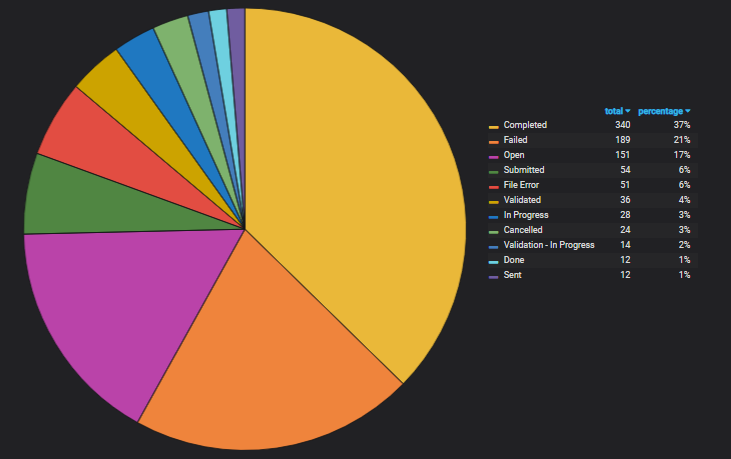 total percentage
Completed 340 37%
Failed 189 21%
Open 151 17%
Submitted 54 6%
File Error 51 6%
Validated 36 4%
In Progress 28 3%
Cancelled 24 3%
Validation - In Progress 14 2%
Done 12 1%
Sent 12 1%